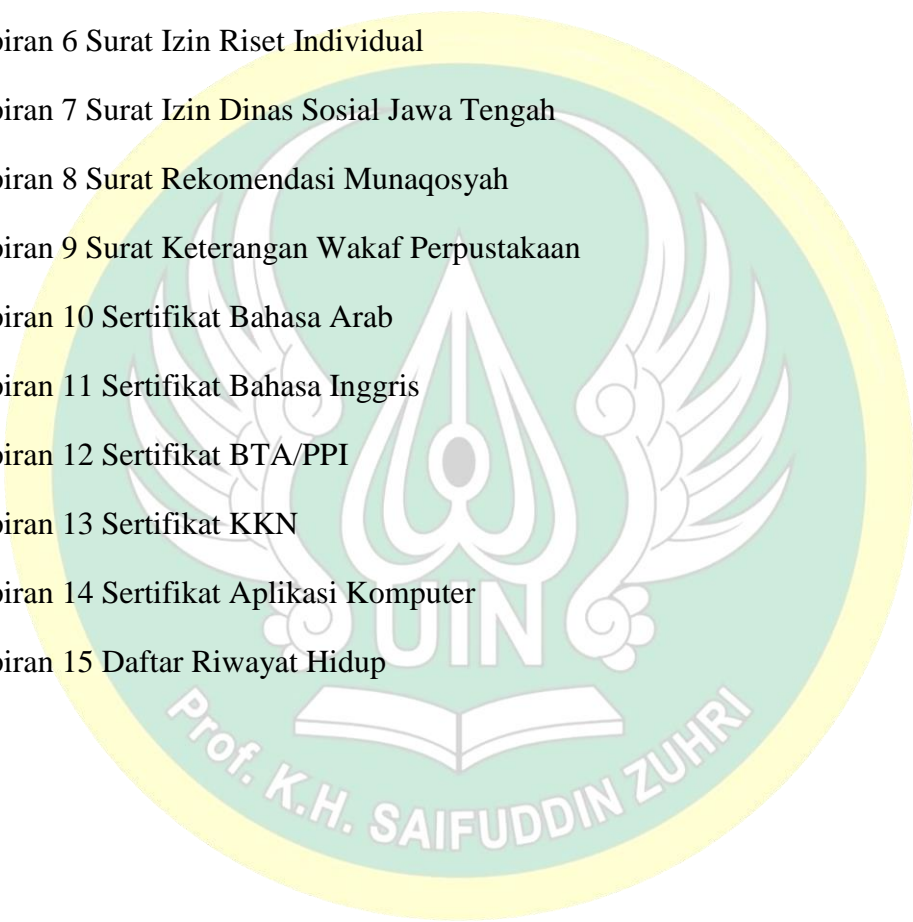 piran 6 Surat Izin Riset Individual
piran 7 Surat Izin Dinas Sosial Jawa Tengah
piran 8 Surat Rekomendasi Munaqosyah
piran 9 Surat Keterangan Wakaf Perpustakaan
piran 10 Sertifikat Bahasa Arab
piran 11 Sertifikat Bahasa Inggris
piran 12 Sertifikat BTA/PPI
piran 13 Sertifikat KKN
piran 14 Sertifikat Aplikasi Komputer
piran 15 Daftar Riwayat Hidup
UIN
Prof. K.H. SAIFUDDIN ZUHRI